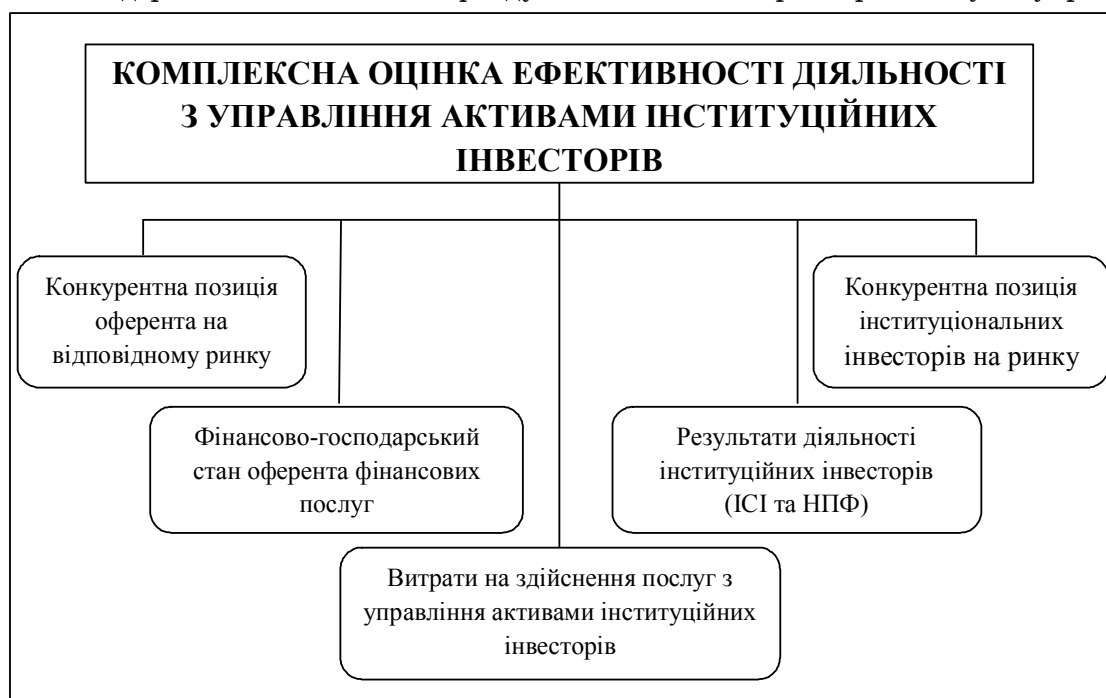 КОМПЛЕКСНА ОЦІНКА ЕФЕКТИВНОСТІ ДІЯЛЬНОСТІ
З УПРАВЛІННЯ АКТИВАМИ ІНСТИТУЦІЙНИХ
ІНВЕСТОРІВ
Конкурентна позиція
оферента на
відповідному ринку
Конкурентна позиція
інституціональних
інвесторів на ринку
Фінансово-господарський
стан оферента фінансових
послуг
Результати діяльності
інституційних інвесторів
(ІСІ та НПФ)
Витрати на здійснення послуг з
управління активами інституційних
інвесторів